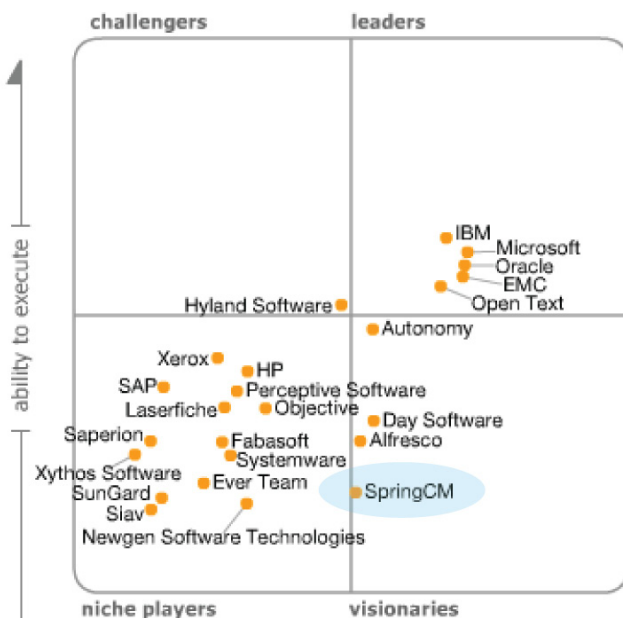 challengers
leaders
ability to execute
IBM
Microsoft
Oracle
EMC
Open Text
Hyland Software
Autonomy
Xerox
HP
SAP
Perceptive Software
Laserfiche
Objective
Day Software
Saperion
Fabasoft
Alfresco
Systemware
Xythos Software
Ever Team
SunGard
SpringCM
Siav
Newgen Software Technologies
niche players
visionaries